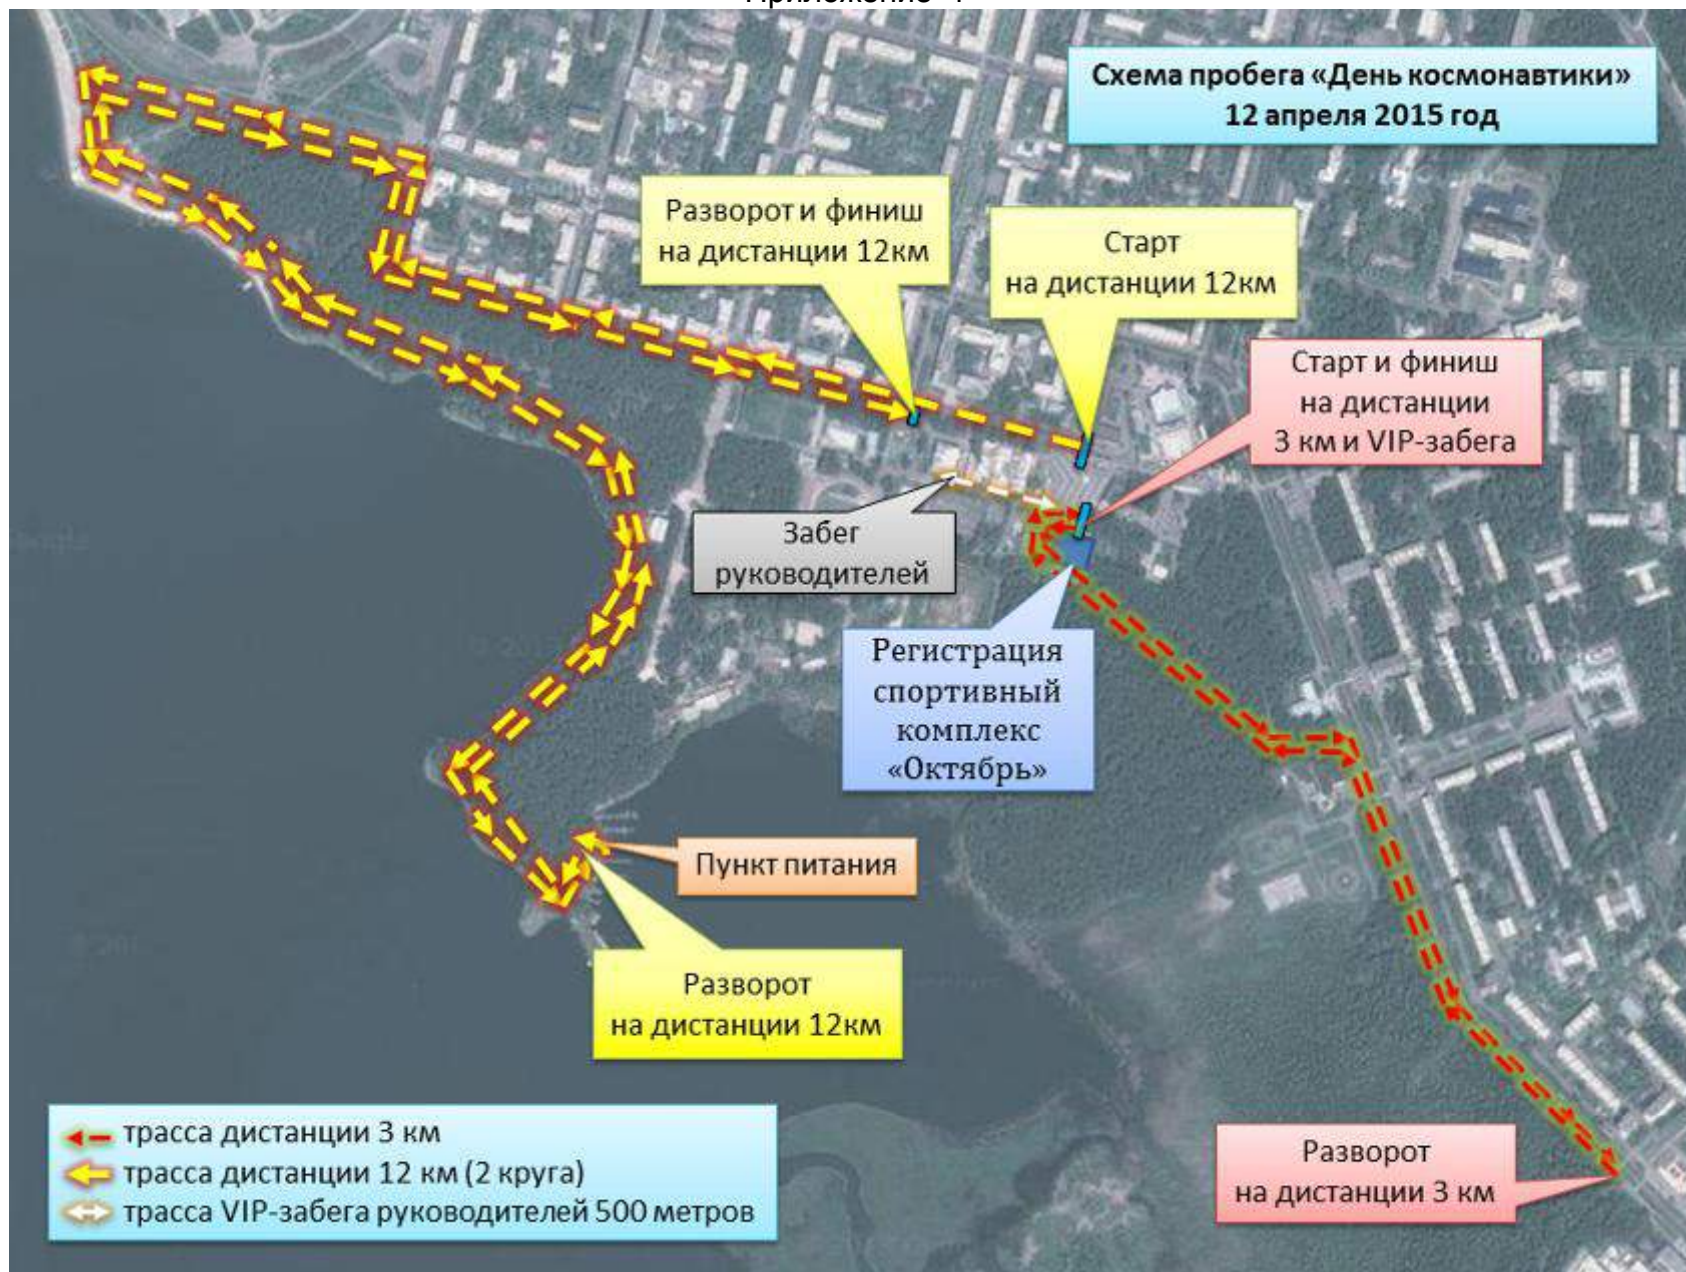 Приложение 4
Схема пробега «День космонавтики»
12 апреля 2015 год
Разворот и финиш
на дистанции 12км
Старт
на дистанции 12км
Старт и финиш
на дистанции
3 км и VIP-забега
Забег
руководителей
Регистрация
спортивный
комплекс
«Октябрь»
Пункт питания
Разворот
на дистанции 12км
Разворот
на дистанции 3 км
трасса дистанции 3 км
трасса дистанции 12 км (2 круга)
трасса VIP-забега руководителей 500 метров